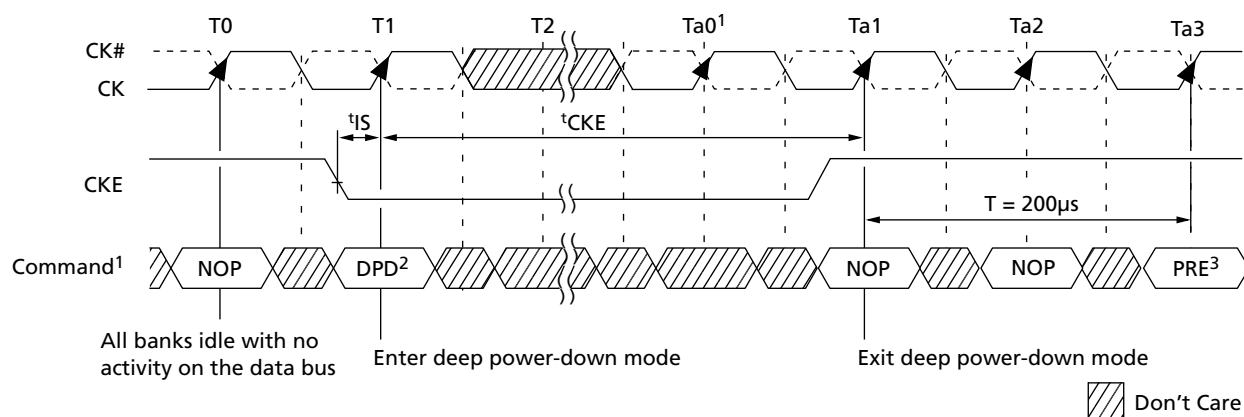 T0 T1 T2 Ta0¹ Ta1 Ta2 Ta3
CK#
CK
ᵗIS ᵗCKE
CKE
T = 200µs
Command¹ NOP DPD² NOP NOP PRE³
All banks idle with no
activity on the data bus
Enter deep power-down mode
Exit deep power-down mode
Don't Care